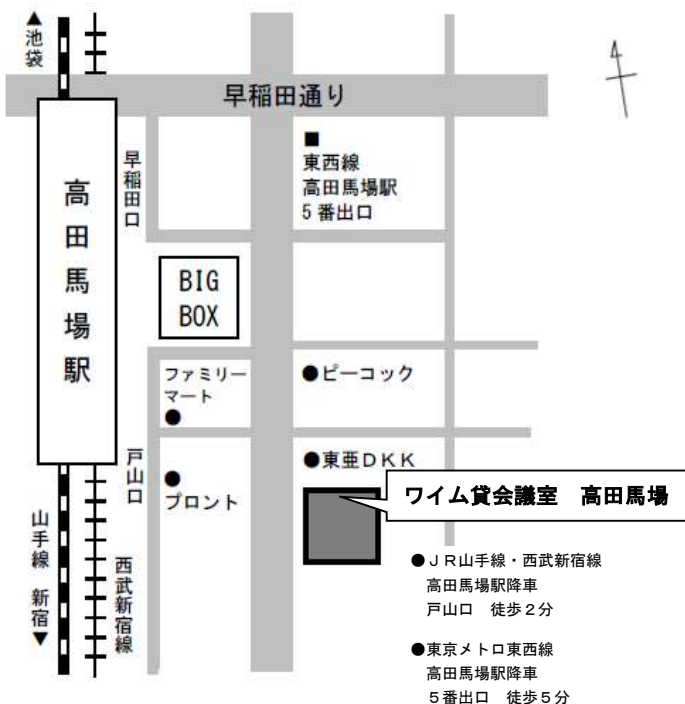 ▲池袋
早稲田通り
早稲田口
■
東西線
高田馬場駅
5番出口
高田馬場駅
BIG
BOX
ファミリー
マート
●
●ピーコック
戸山口
●
プロント
●東亜DKK
ワイム貸会議室 高田馬場
山手線 新宿▼
西武新宿線
●JR山手線・西武新宿線
高田馬場駅降車
戸山口 徒歩2分
●東京メトロ東西線
高田馬場駅降車
5番出口 徒歩5分